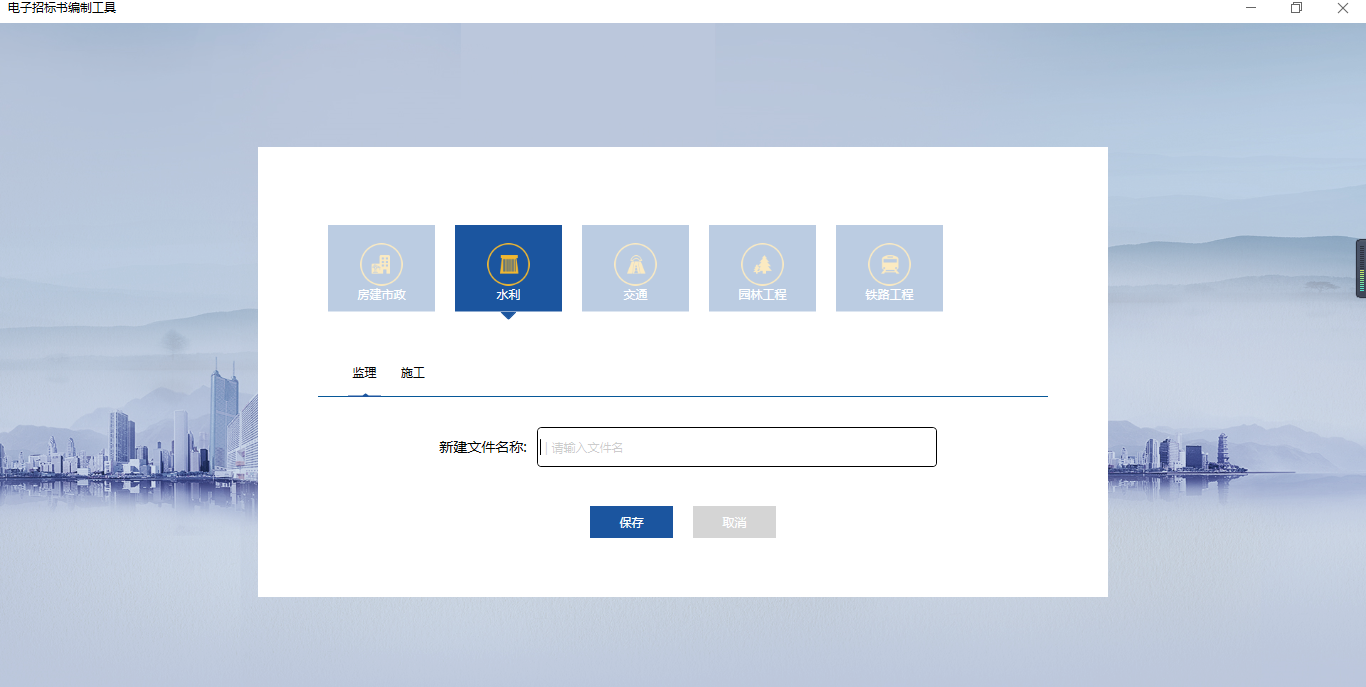 电子招标书编制工具
房建市政 水利 交通 园林工程 铁路工程
监理 施工
新建文件名称: 请输入文件名
保存 取消